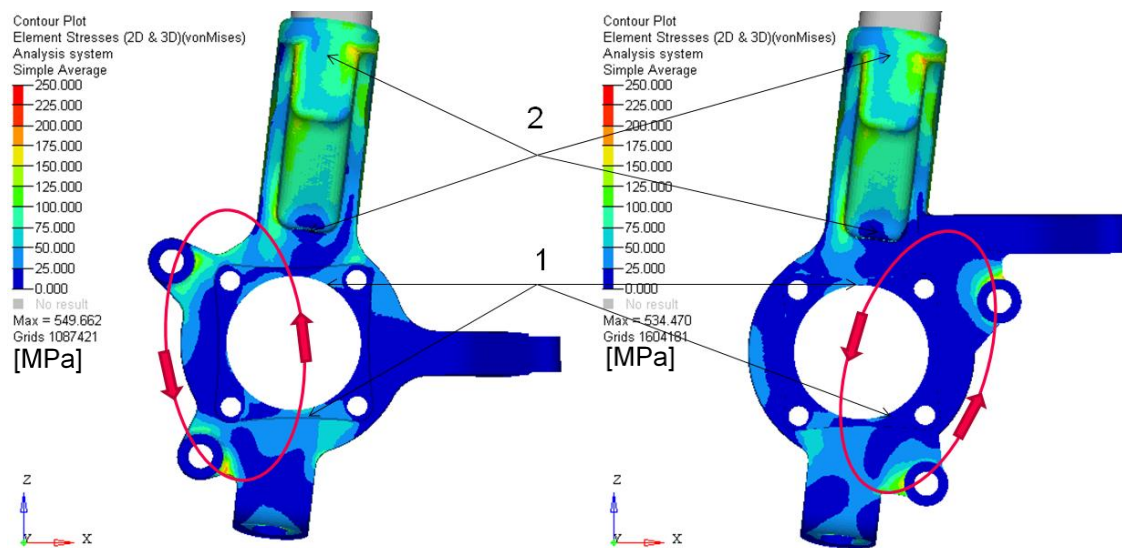 Contour Plot
Element Stresses (2D & 3D)(vonMises)
Analysis system
Simple Average
250.000
225.000
200.000
175.000
150.000
125.000
100.000
75.000
50.000
25.000
0.000
No result
Max = 549.662
Grids 1087421
[MPa]
Z
Y
X
2
1
Contour Plot
Element Stresses (2D & 3D)(vonMises)
Analysis system
Simple Average
250.000
225.000
200.000
175.000
150.000
125.000
100.000
75.000
50.000
25.000
0.000
No result
Max = 534.470
Grids 1604181
[MPa]
Z
Y
X